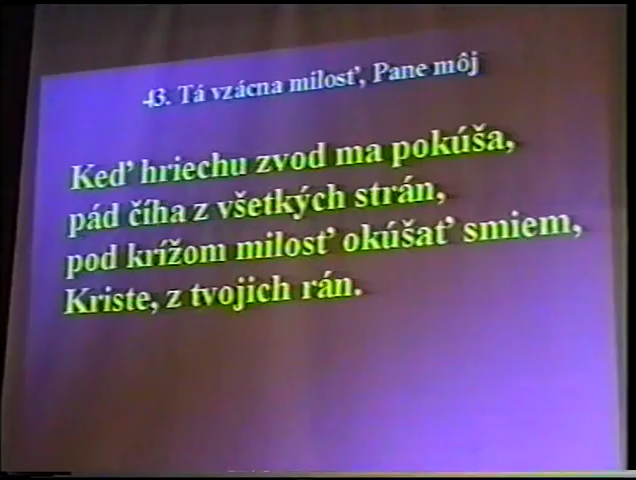 43. Tá vzácna milosť, Pane môj
Keď hriechu zvod ma pokúša,
pád číha z všetkých strán,
pod krížom milosť okúšať smiem,
Kriste, z tvojich rán.